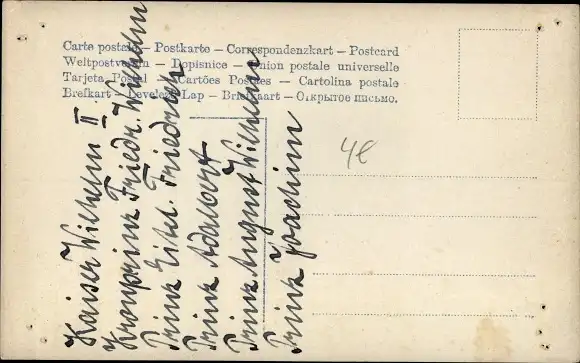 Carte postale – Postkarte – Correspondenzkart – Postcard
Weltpostverein – Dopisnice – Union postale universelle
Tarjeta Postal – Cartões Postaes – Cartolina postale
Brefkart – Levelező Lap – Briefkaart – Открытое письмо.
4€
Kaiser Wilhelm II
Kronprinz Friedr. Wilhelm
Prinz Eitel Friedrich
Prinz Adalbert
Prinz August Wilhelm
Prinz Joachim